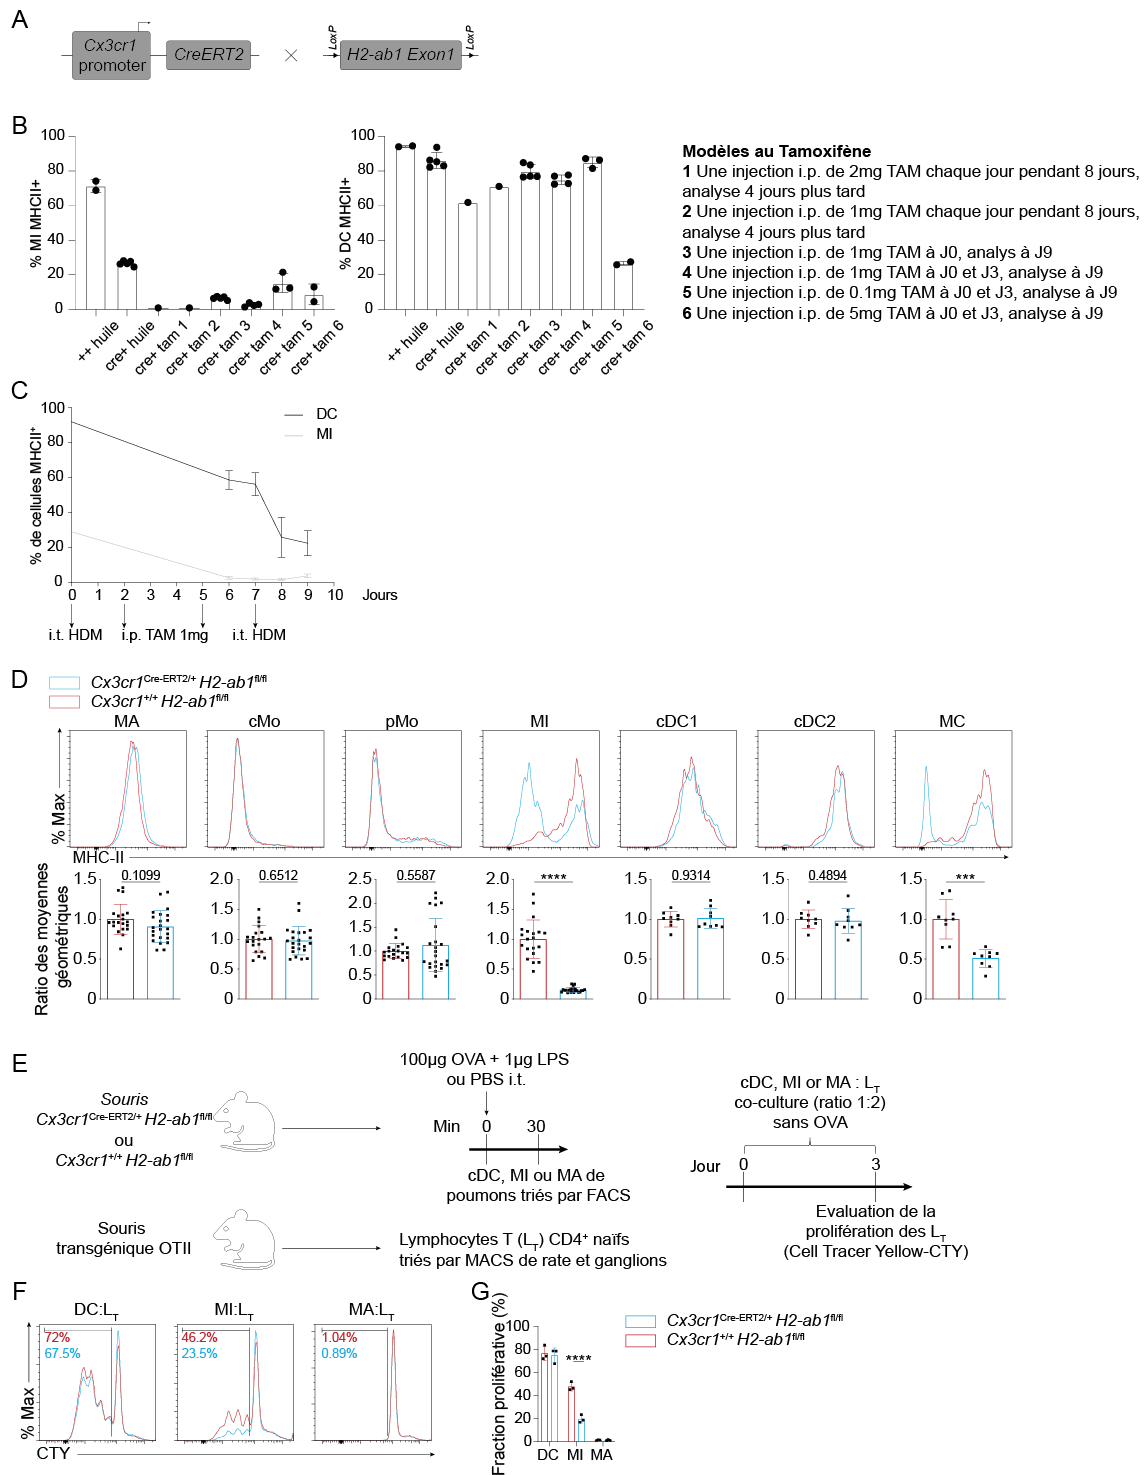 A
Cx3cr1
promoter
CreERT2
LoxP
H2-ab1 Exon1
LoxP
B
% MI MHCII+
100
80
60
40
20
0
++ huile
cre+ huile
cre+ tam 1
cre+ tam 2
cre+ tam 3
cre+ tam 4
cre+ tam 5
cre+ tam 6
% DC MHCII+
100
80
60
40
20
0
++ huile
cre+ huile
cre+ tam 1
cre+ tam 2
cre+ tam 3
cre+ tam 4
cre+ tam 5
cre+ tam 6
Modèles au Tamoxifène
1 Une injection i.p. de 2mg TAM chaque jour pendant 8 jours,
analyse 4 jours plus tard
2 Une injection i.p. de 1mg TAM chaque jour pendant 8 jours,
analyse 4 jours plus tard
3 Une injection i.p. de 1mg TAM à J0, analys à J9
4 Une injection i.p. de 1mg TAM à J0 et J3, analyse à J9
5 Une injection i.p. de 0.1mg TAM à J0 et J3, analyse à J9
6 Une injection i.p. de 5mg TAM à J0 et J3, analyse à J9
C
% de cellules MHCII+
100
80
60
40
20
0
DC
MI
0 1 2 3 4 5 6 7 8 9 10 Jours
i.t. HDM i.p. TAM 1mg i.t. HDM
D
Cx3cr1Cre-ERT2/+ H2-ab1fl/fl
Cx3cr1+/+ H2-ab1fl/fl
MA cMo pMo MI cDC1 cDC2 MC
% Max
MHC-II
Ratio des moyennes
géométriques
0.1099
1.5
1.0
0.5
0
0.6512
2.0
1.5
1.0
0.5
0
0.5587
2.5
2.0
1.5
1.0
0.5
0
****
2.0
1.5
1.0
0.5
0
0.9314
1.5
1.0
0.5
0
0.4894
1.5
1.0
0.5
0
***
1.5
1.0
0.5
0
E
Souris
Cx3cr1Cre-ERT2/+ H2-ab1fl/fl
ou
Cx3cr1+/+ H2-ab1fl/fl
100µg OVA + 1µg LPS
ou PBS i.t.
Min 0 30
cDC, MI ou MA de
poumons triés par FACS
Souris
transgénique OTII
Lymphocytes T (LT) CD4+ naïfs
triés par MACS de rate et ganglions
cDC, MI or MA : LT
co-culture (ratio 1:2)
sans OVA
Jour 0 3
Evaluation de la
prolifération des LT
(Cell Tracer Yellow-CTY)
F
DC:LT MI:LT MA:LT
72%
67.5%
46.2%
23.5%
1.04%
0.89%
% Max
CTY
G
Fraction proliférative (%)
100
80
60
40
20
0
****
DC MI MA
Cx3cr1Cre-ERT2/+ H2-ab1fl/fl
Cx3cr1+/+ H2-ab1fl/fl